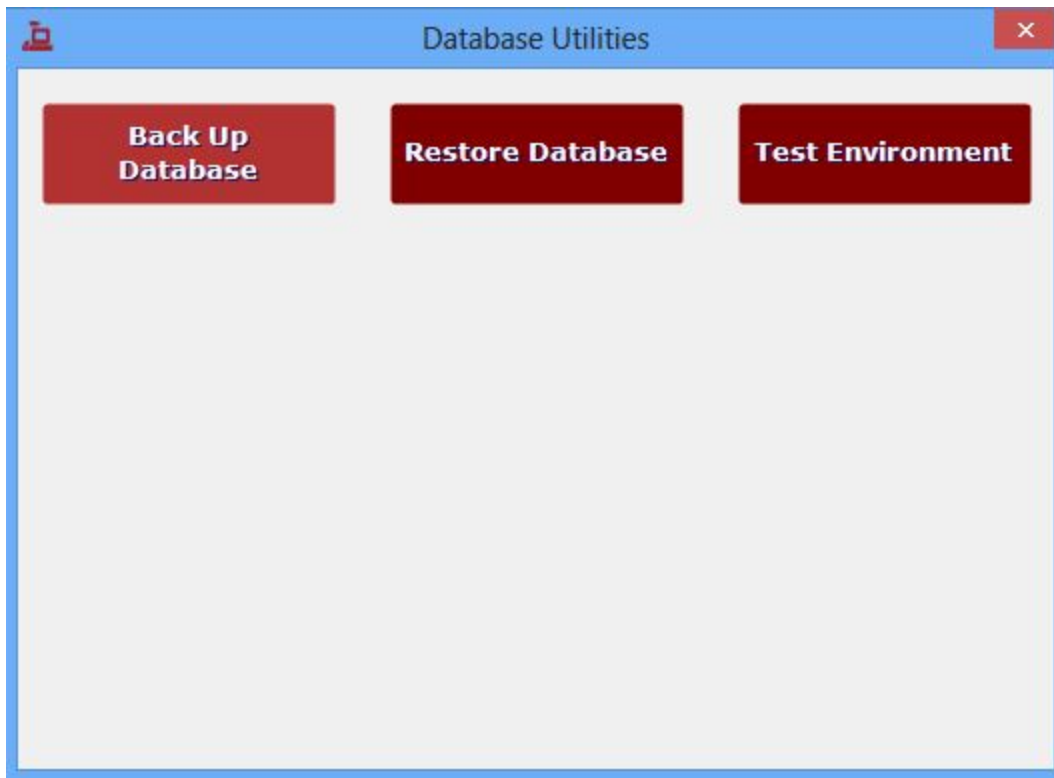 Database Utilities
Back Up
Database
Restore Database
Test Environment